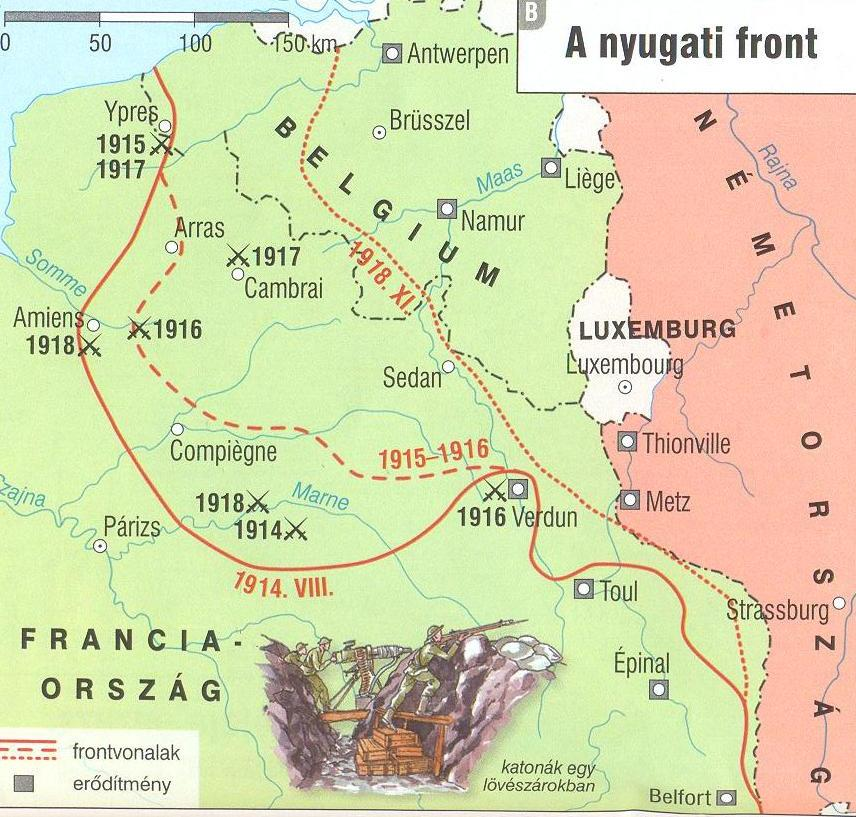 0 50 100 150 km
B
A nyugati front
Antwerpen
Ypres
1915
1917
Brüsszel
BELGIUM
NÉMETORSZÁG
Rajna
Maas
Liège
Namur
Arras
1917
Cambrai
1918. XI.
Somme
Amiens
1918
1916
LUXEMBURG
Luxembourg
Sedan
Compiègne
1915–1916
Thionville
Metz
zajna
1918
Marne
1914
1916
Verdun
Párizs
1914. VIII.
Toul
Strassburg
FRANCIA-
ORSZÁG
Épinal
frontvonalak
erődítmény
katonák egy
lövészárokban
Belfort